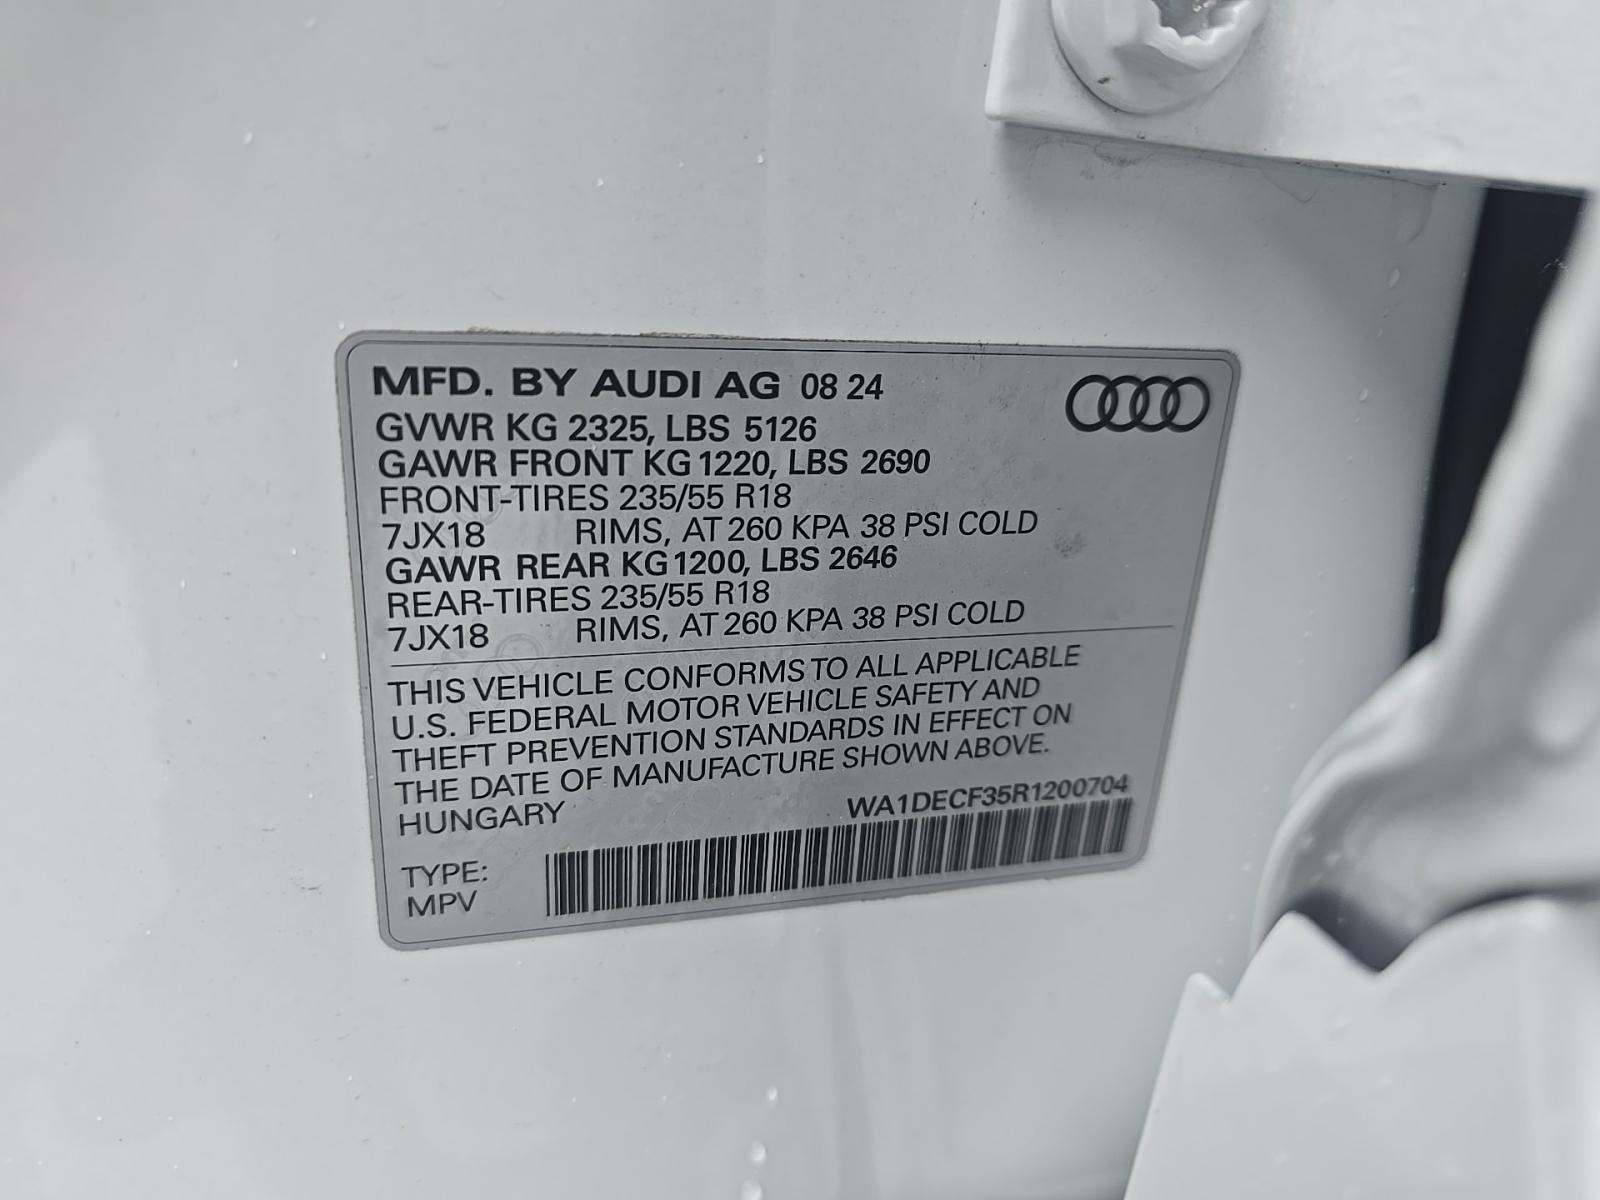 MFD. BY AUDI AG 08 24
GVWR KG 2325, LBS 5126
GAWR FRONT KG 1220, LBS 2690
FRONT-TIRES 235/55 R18
7JX18 RIMS, AT 260 KPA 38 PSI COLD
GAWR REAR KG 1200, LBS 2646
REAR-TIRES 235/55 R18
7JX18 RIMS, AT 260 KPA 38 PSI COLD
THIS VEHICLE CONFORMS TO ALL APPLICABLE
U.S. FEDERAL MOTOR VEHICLE SAFETY AND
THEFT PREVENTION STANDARDS IN EFFECT ON
THE DATE OF MANUFACTURE SHOWN ABOVE.
HUNGARY WA1DECF35R1200704
TYPE:
MPV